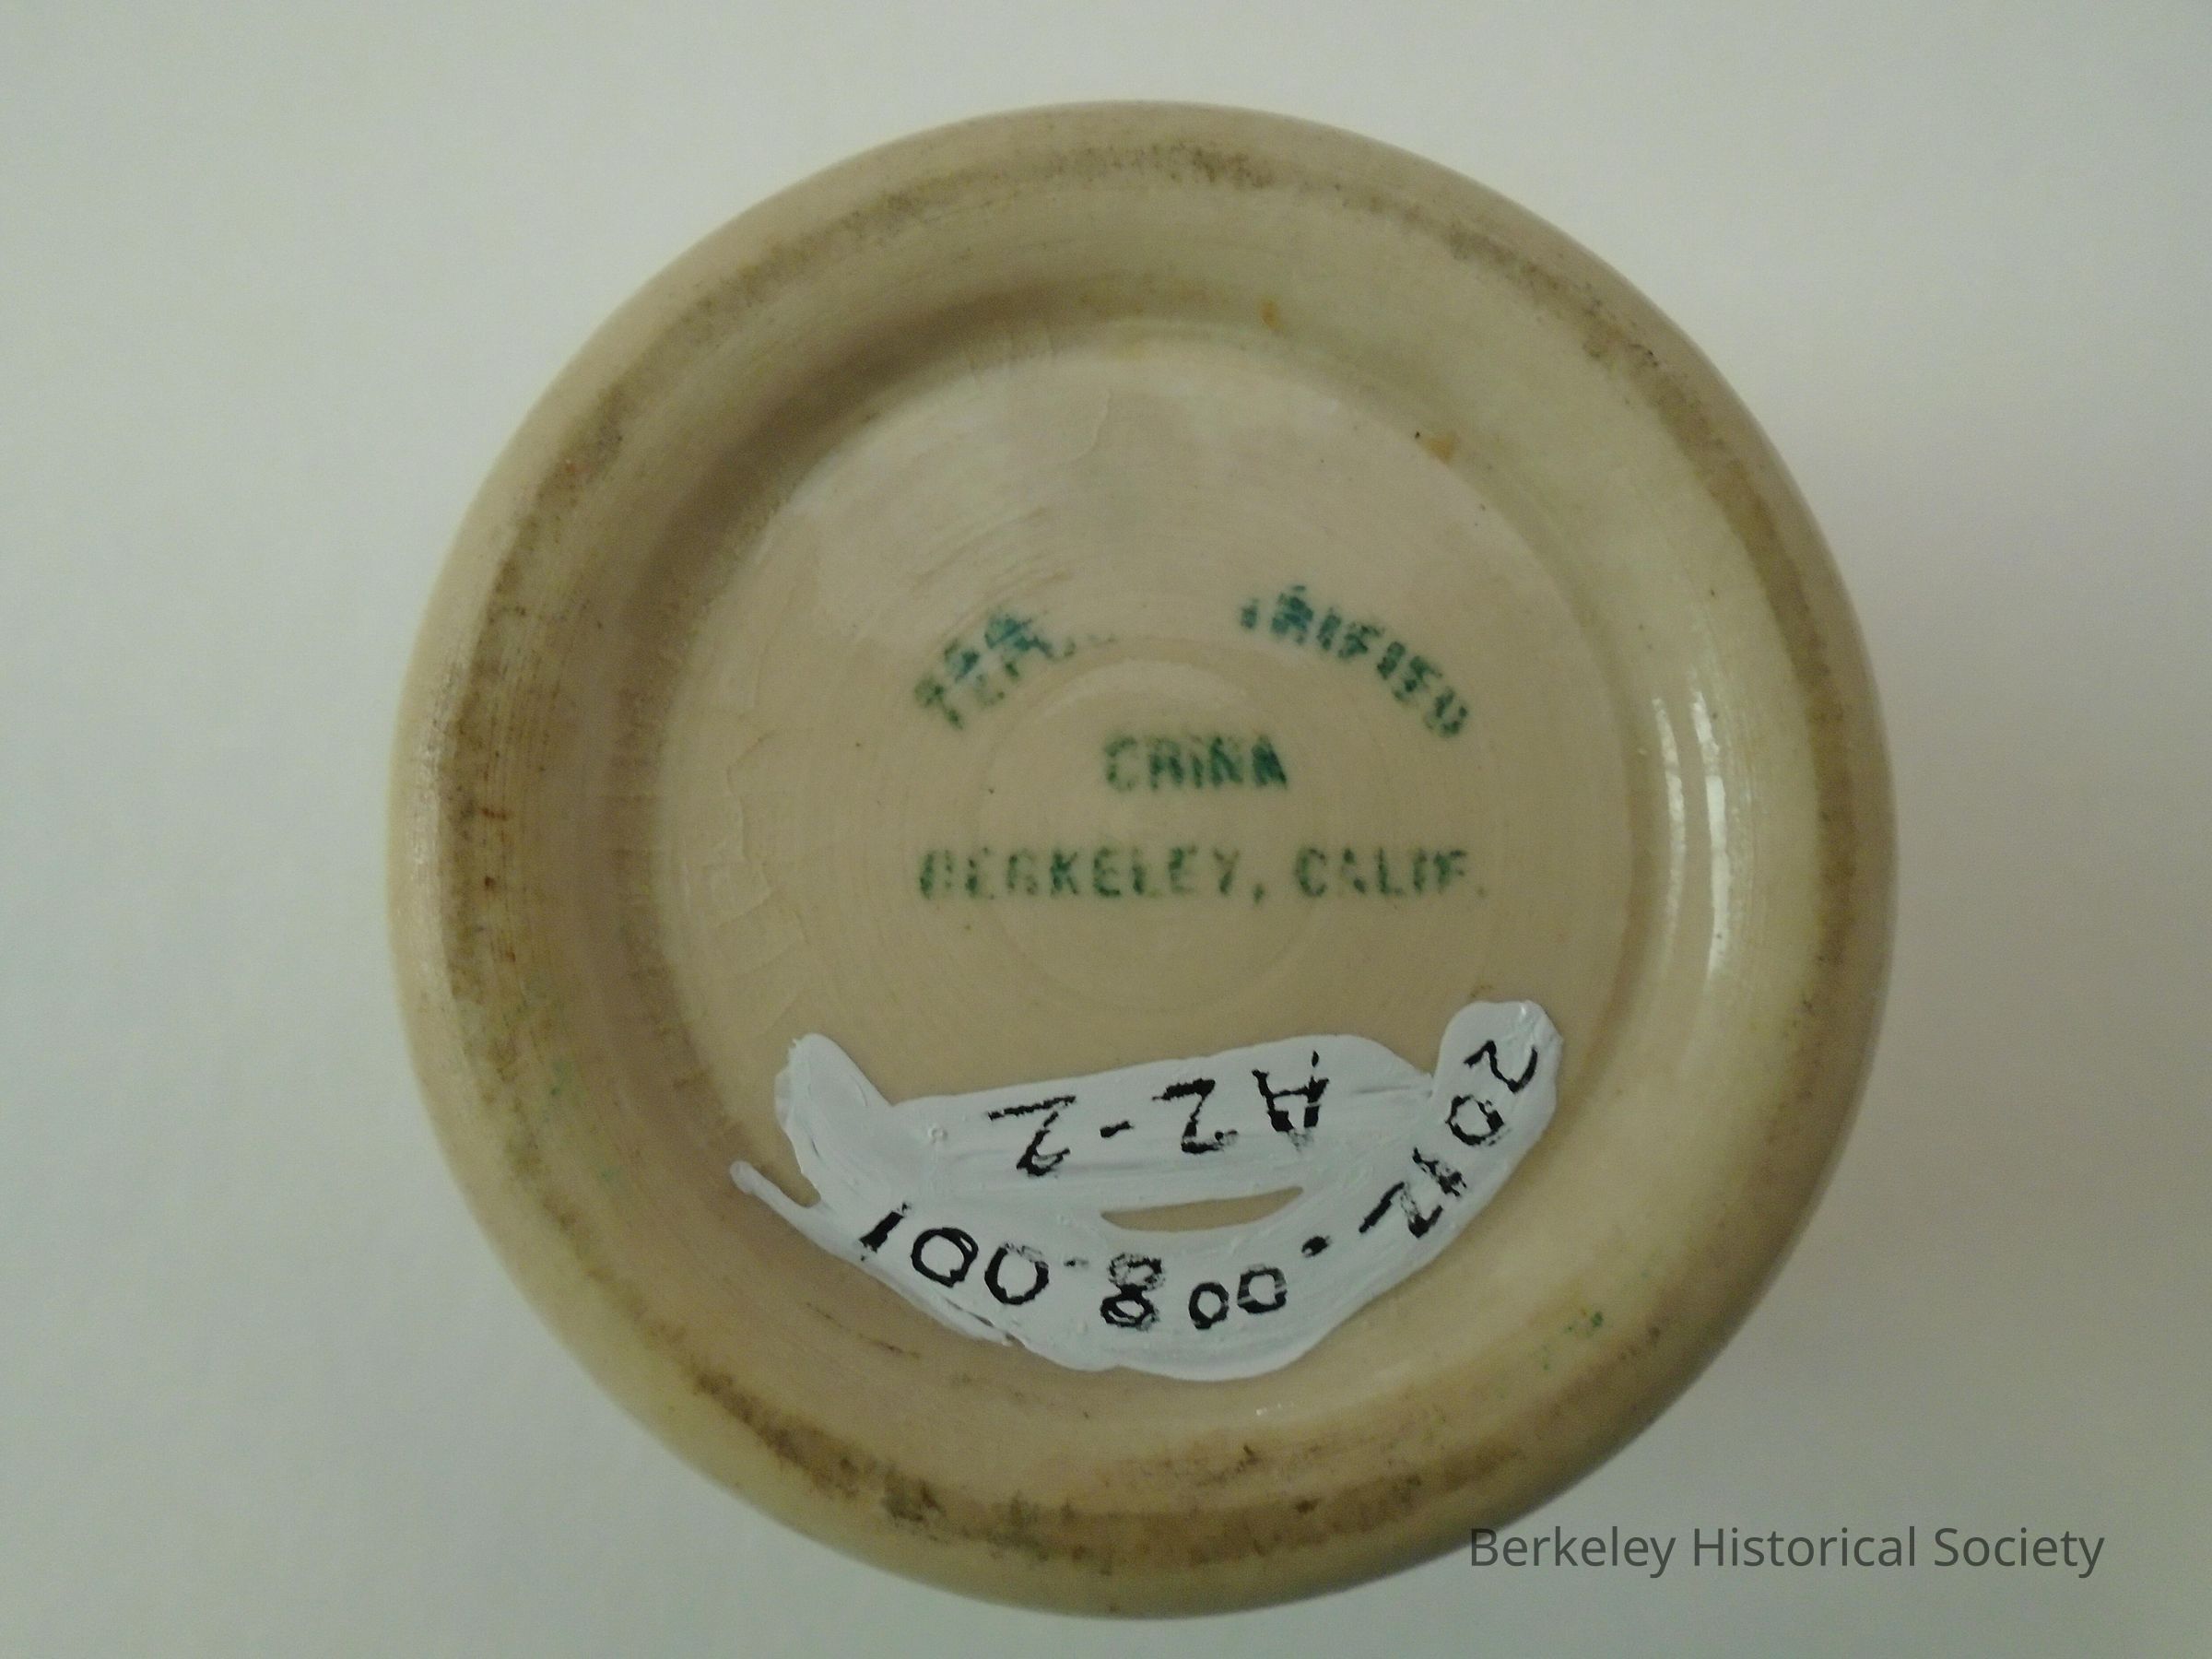 CHINA
BERKELEY, CALIF.
A2-2
2012.008.001
Berkeley Historical Society